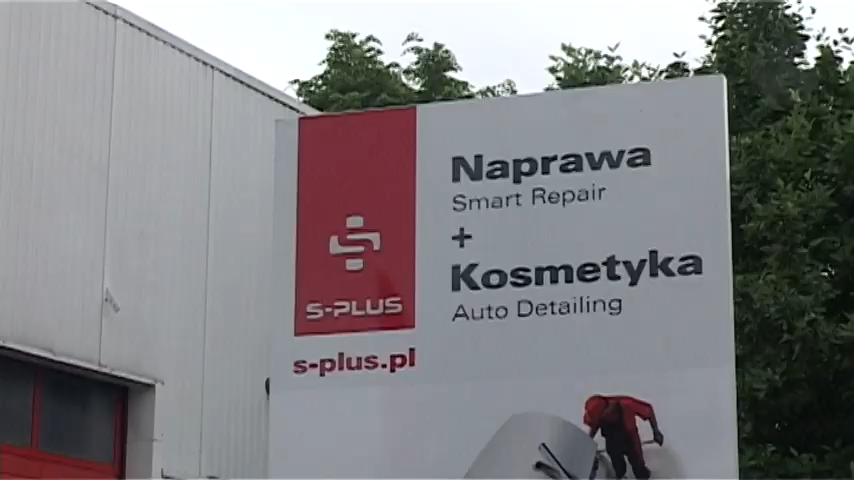 S-PLUS
s-plus.pl
Naprawa
Smart Repair
+
Kosmetyka
Auto Detailing